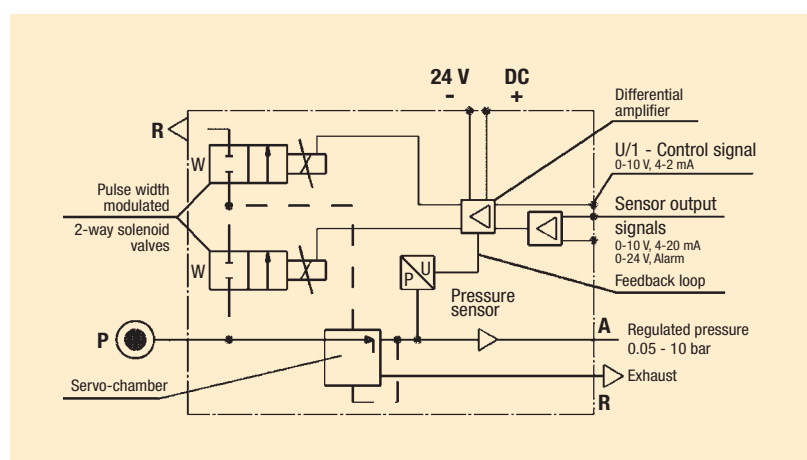 24 V DC
- +
Differential
amplifier
R
U/1 - Control signal
0-10 V, 4-2 mA
W
Pulse width
modulated
2-way solenoid
valves
Sensor output
signals
0-10 V, 4-20 mA
0-24 V, Alarm
W
U
P
Feedback loop
Pressure
sensor
P
A
Regulated pressure
0.05 - 10 bar
Servo-chamber
Exhaust
R